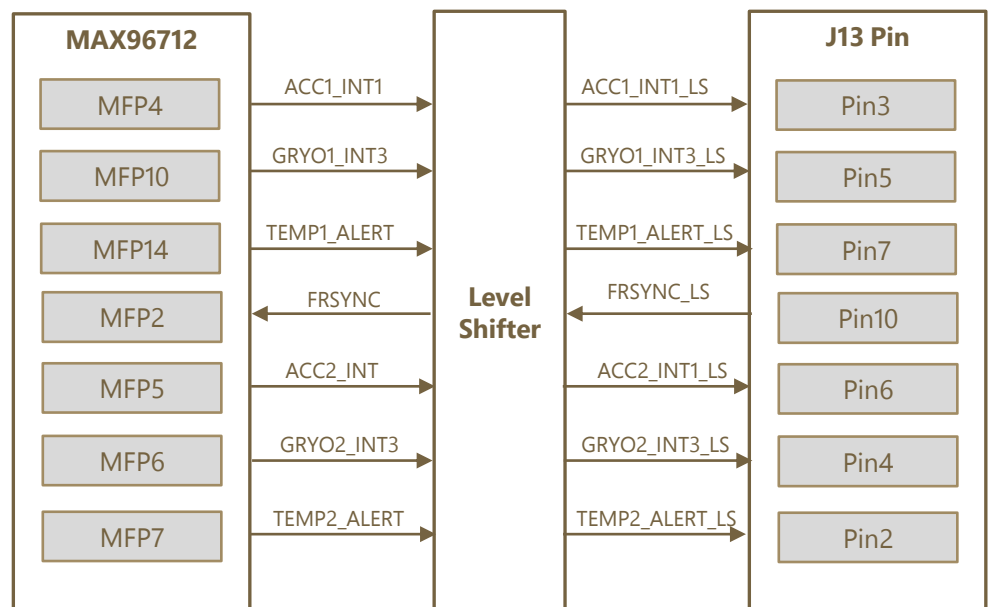 MAX96712
J13 Pin
MFP4
ACC1_INT1
ACC1_INT1_LS
Pin3
MFP10
GRYO1_INT3
GRYO1_INT3_LS
Pin5
MFP14
TEMP1_ALERT
TEMP1_ALERT_LS
Pin7
MFP2
FRSYNC
Level
Shifter
FRSYNC_LS
Pin10
MFP5
ACC2_INT
ACC2_INT1_LS
Pin6
MFP6
GRYO2_INT3
GRYO2_INT3_LS
Pin4
MFP7
TEMP2_ALERT
TEMP2_ALERT_LS
Pin2